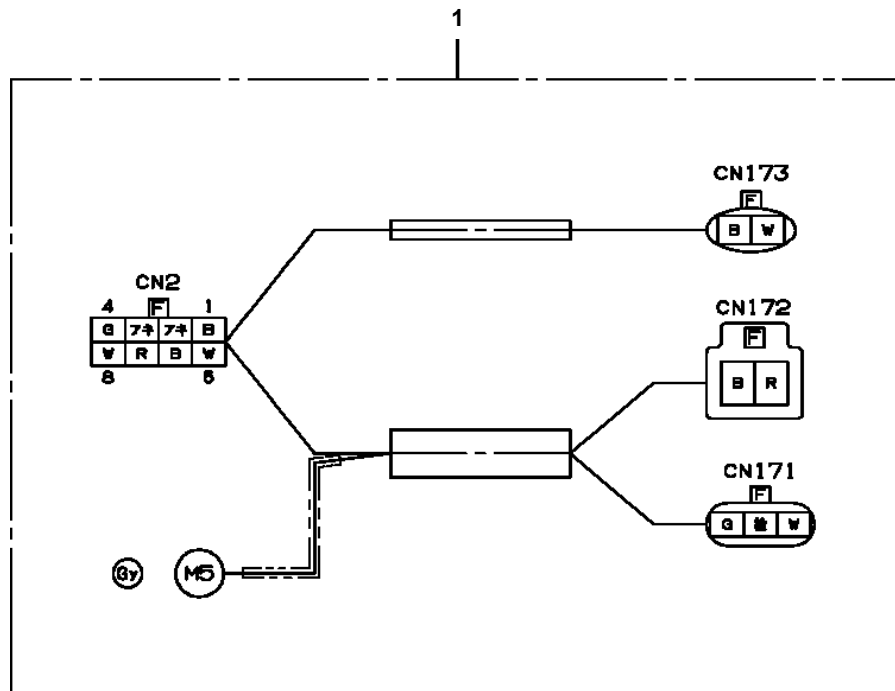 1
CN173
F
B W
CN2
4 F 1
G アキ アキ B
W R B W
8 5
CN172
F
B R
CN171
F
G W
Gy M5